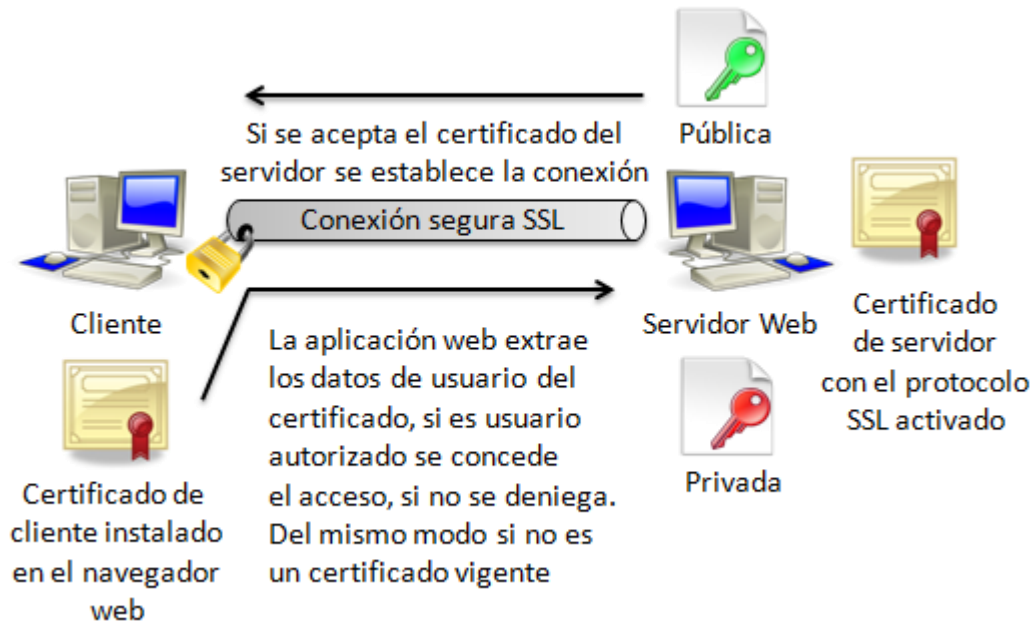 Pública
Si se acepta el certificado del
servidor se establece la conexión
Conexión segura SSL
Cliente
Servidor Web
Certificado
de servidor
con el protocolo
SSL activado
La aplicación web extrae
los datos de usuario del
certificado, si es usuario
autorizado se concede
el acceso, si no se deniega.
Del mismo modo si no es
un certificado vigente
Privada
Certificado de
cliente instalado
en el navegador
web